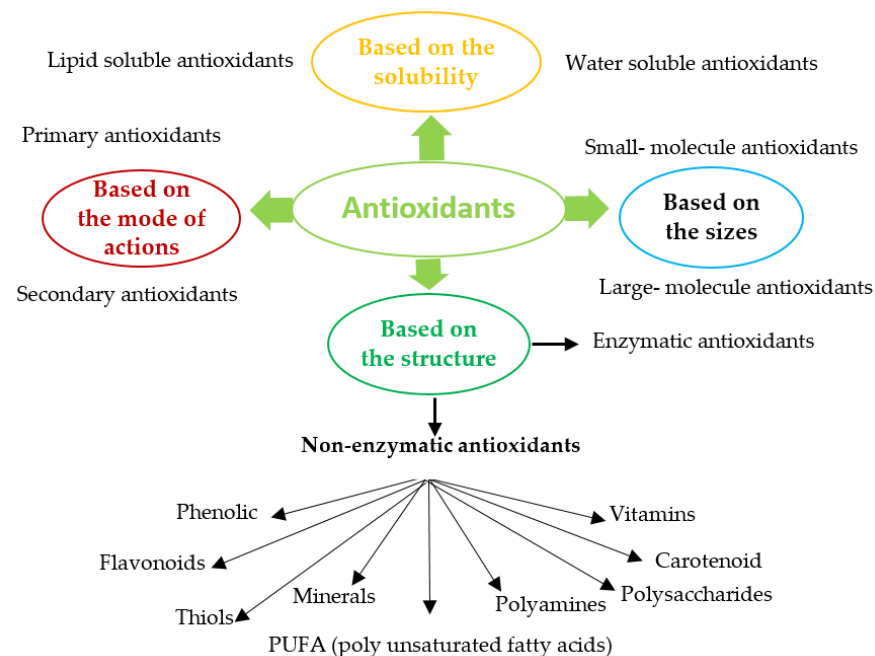 Lipid soluble antioxidants
Based on the
solubility
Water soluble antioxidants
Primary antioxidants
Small- molecule antioxidants
Based on
the mode of
actions
Antioxidants
Based on
the sizes
Secondary antioxidants
Large- molecule antioxidants
Based on
the structure
Enzymatic antioxidants
Non-enzymatic antioxidants
Phenolic
Vitamins
Flavonoids
Carotenoid
Minerals
Polysaccharides
Thiols
Polyamines
PUFA (poly unsaturated fatty acids)